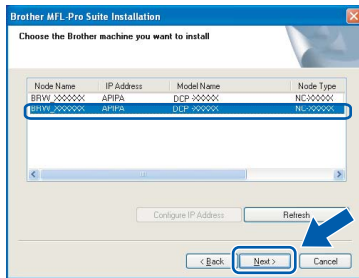 Brother MFL-Pro Suite Installation
Choose the Brother machine you want to install
Node Name IP Address Model Name Node Type
BRW_XXXXXX APIPA DCP-XXXXX NC-XXXXX
BRW_XXXXXX APIPA DCP-XXXXX NC-XXXXX
Configure IP Address Refresh
< Back Next > Cancel